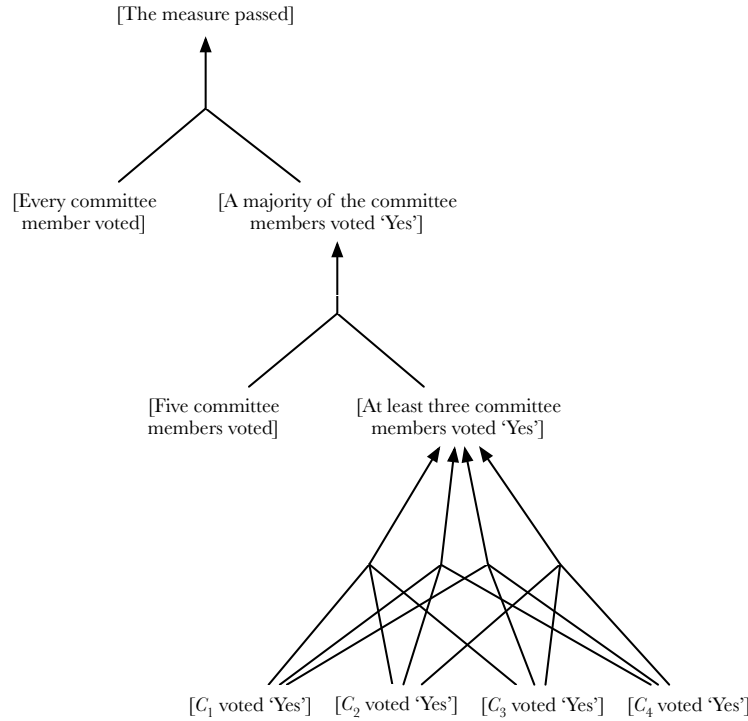 [The measure passed]
[Every committee
member voted]
[A majority of the committee
members voted ‘Yes’]
[Five committee
members voted]
[At least three committee
members voted ‘Yes’]
[C1 voted ‘Yes’]
[C2 voted ‘Yes’]
[C3 voted ‘Yes’]
[C4 voted ‘Yes’]